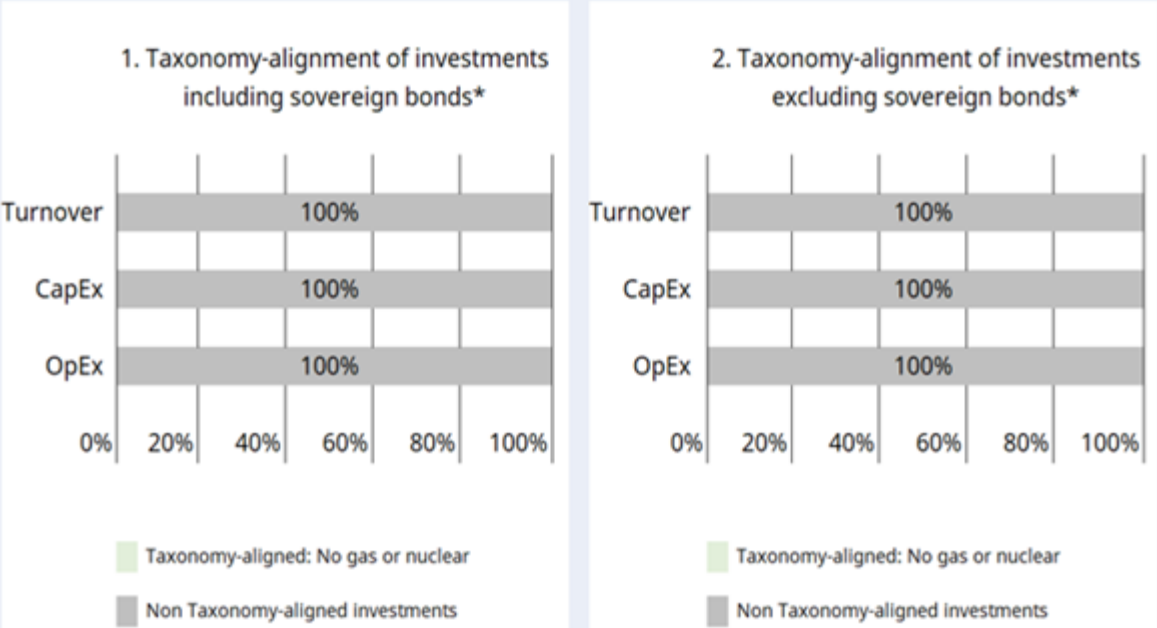 1. Taxonomy-alignment of investments
including sovereign bonds*
Turnover
100%
CapEx
100%
OpEx
100%
0% 20% 40% 60% 80% 100%
Taxonomy-aligned: No gas or nuclear
Non Taxonomy-aligned investments
2. Taxonomy-alignment of investments
excluding sovereign bonds*
Turnover
100%
CapEx
100%
OpEx
100%
0% 20% 40% 60% 80% 100%
Taxonomy-aligned: No gas or nuclear
Non Taxonomy-aligned investments